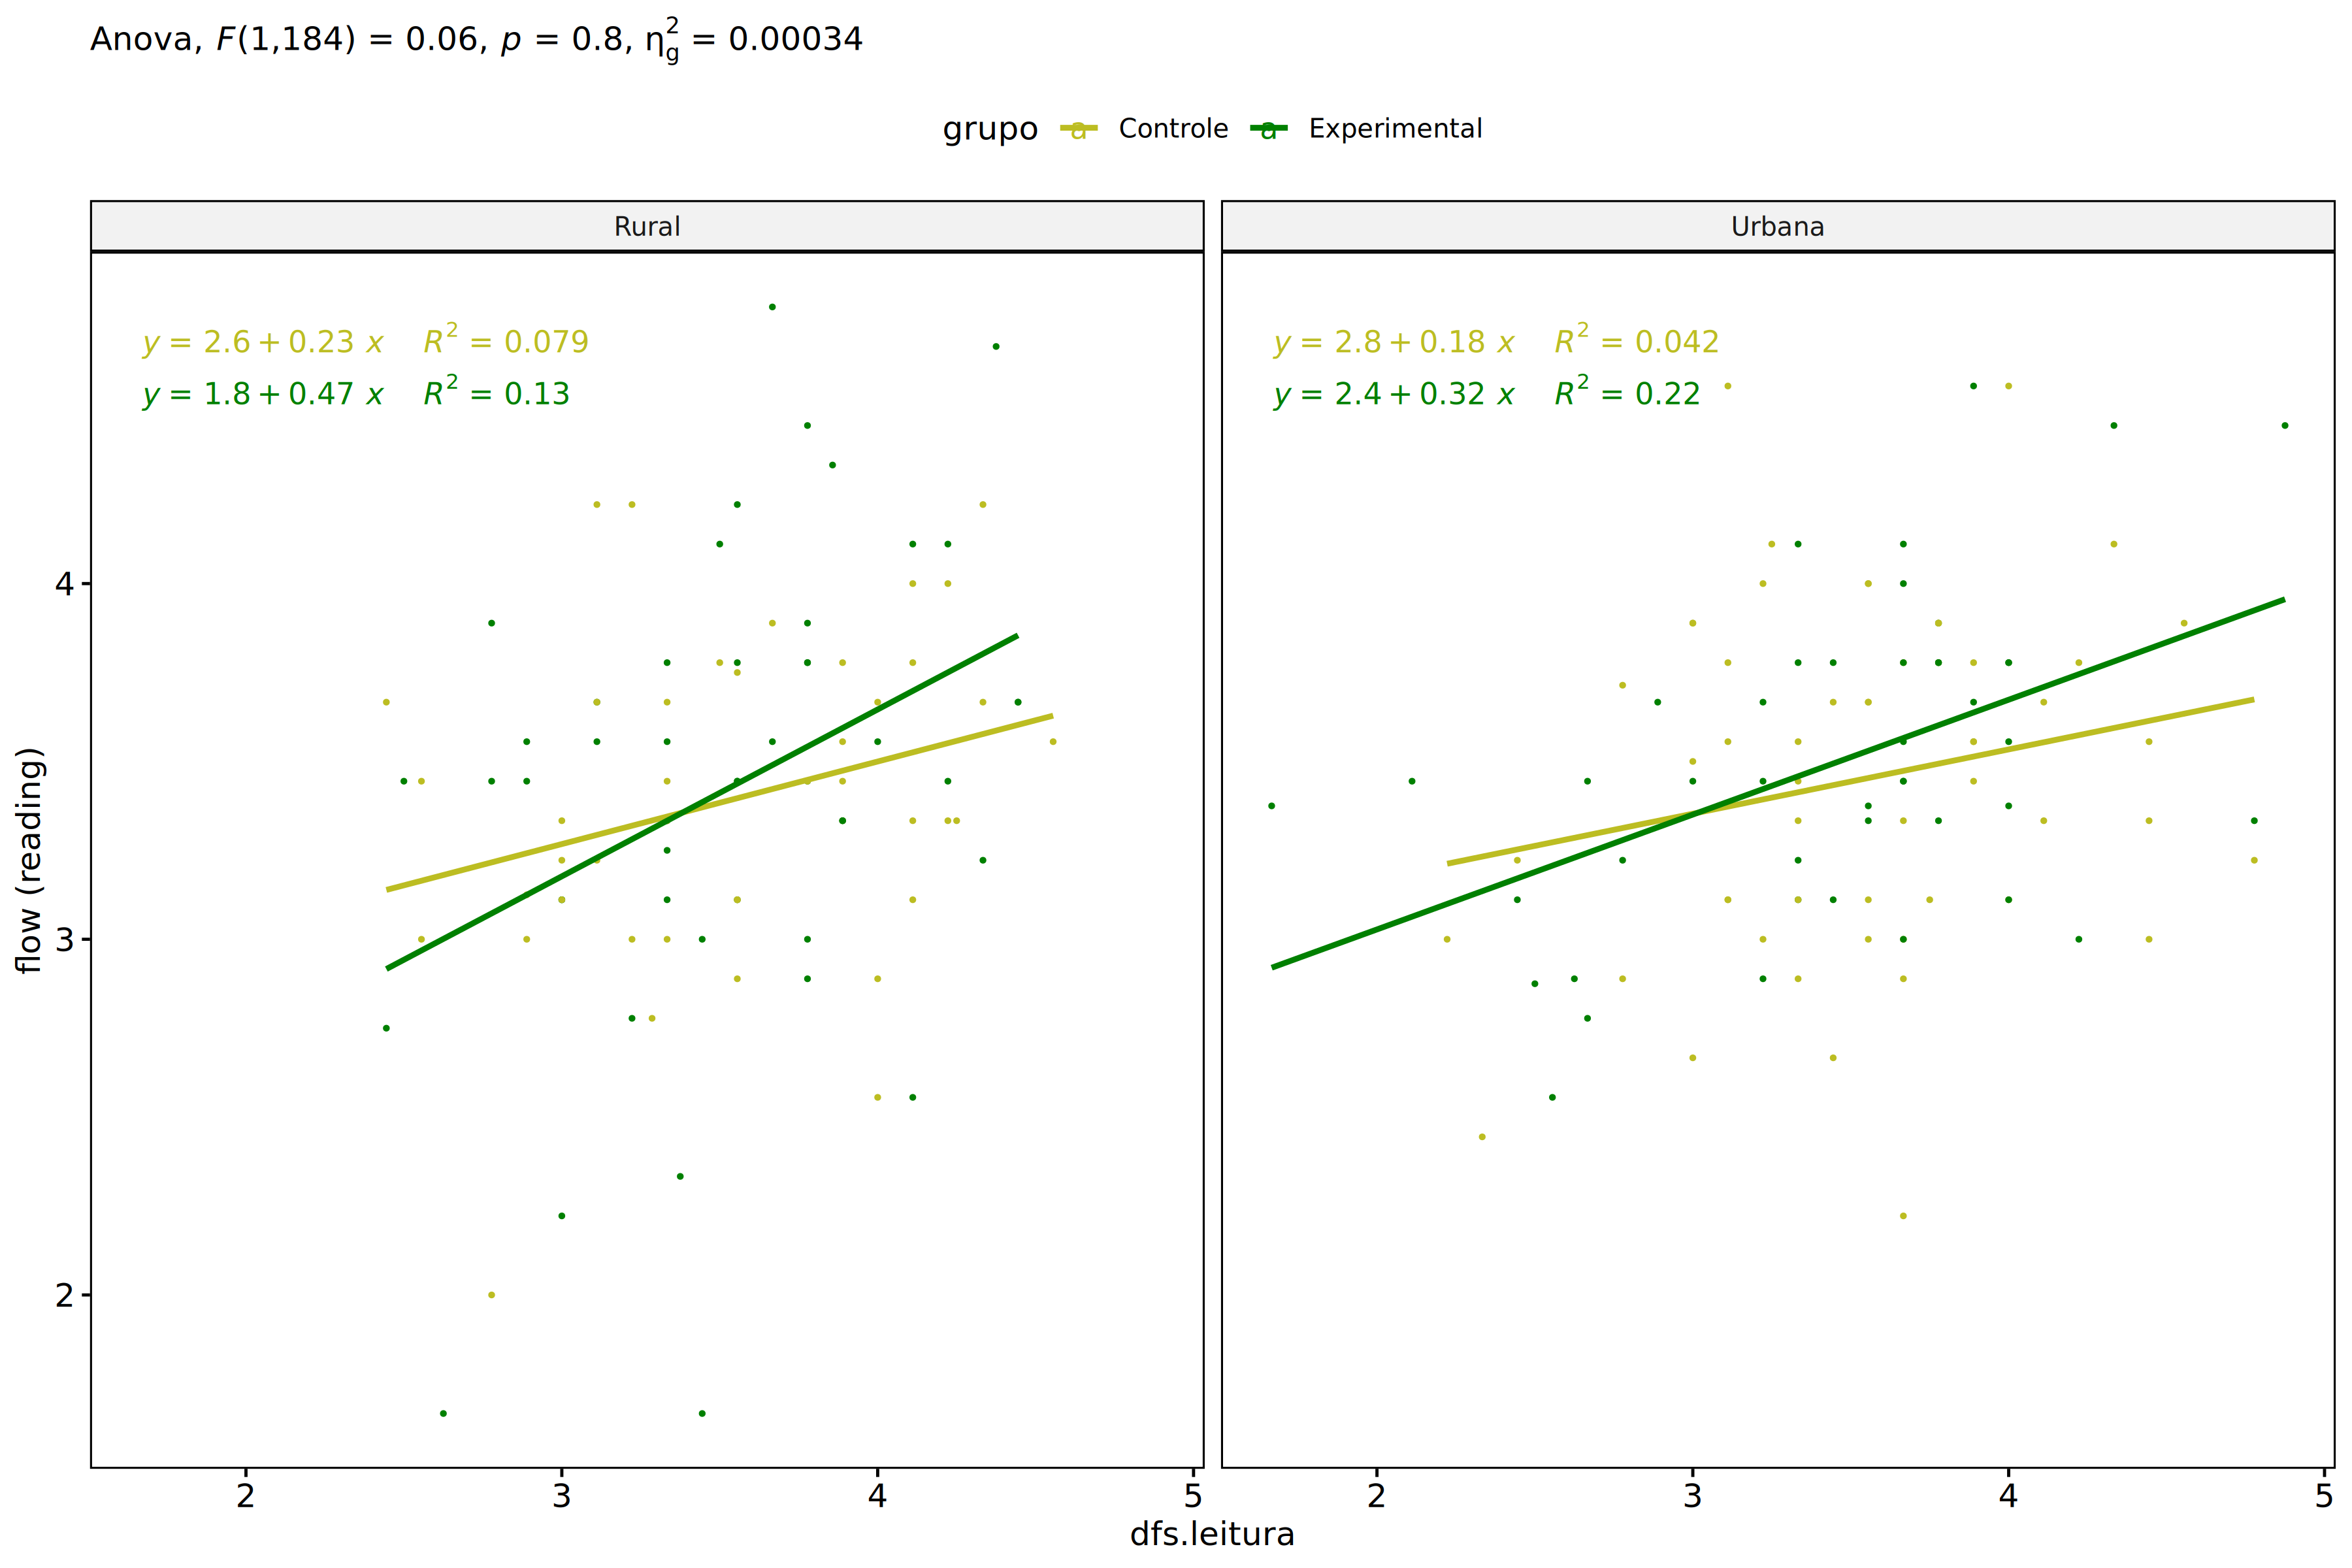 Anova, F(1,184) = 0.06, p = 0.8, η²g = 0.00034
grupo a Controle a Experimental
Rural
Urbana
y = 2.6 + 0.23 x R² = 0.079
y = 1.8 + 0.47 x R² = 0.13
y = 2.8 + 0.18 x R² = 0.042
y = 2.4 + 0.32 x R² = 0.22
flow (reading)
4
3
2
2 3 4 5
2 3 4 5
dfs.leitura